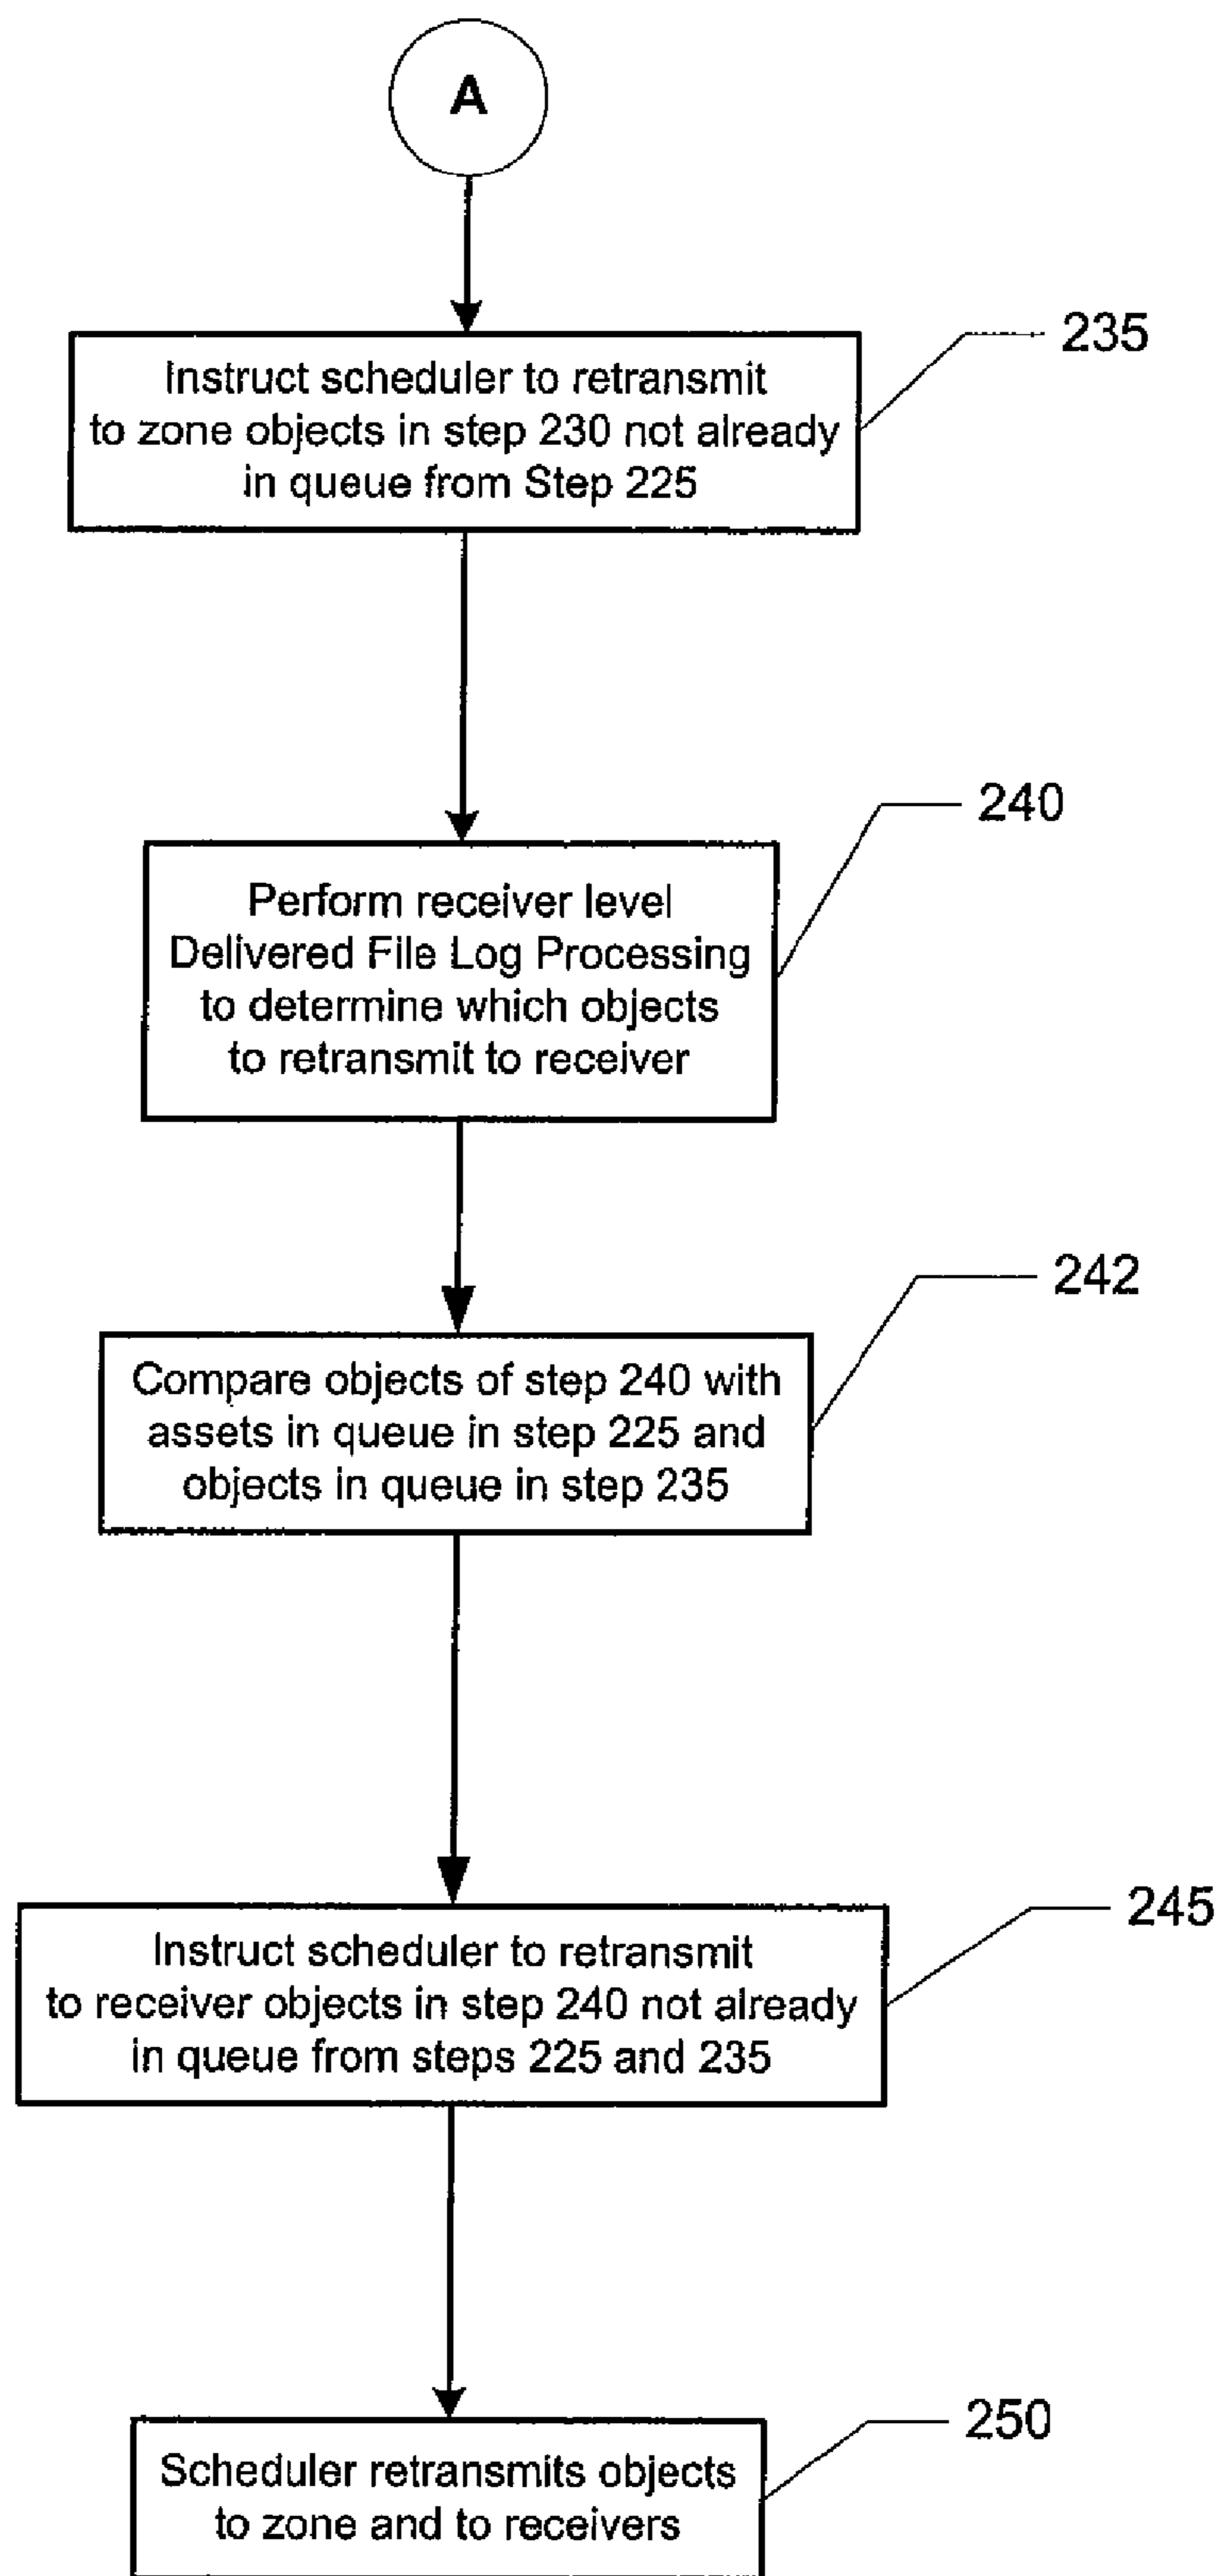 A
235
Instruct scheduler to retransmit
to zone objects in step 230 not already
in queue from Step 225
240
Perform receiver level
Delivered File Log Processing
to determine which objects
to retransmit to receiver
242
Compare objects of step 240 with
assets in queue in step 225 and
objects in queue in step 235
245
Instruct scheduler to retransmit
to receiver objects in step 240 not already
in queue from steps 225 and 235
250
Scheduler retransmits objects
to zone and to receivers